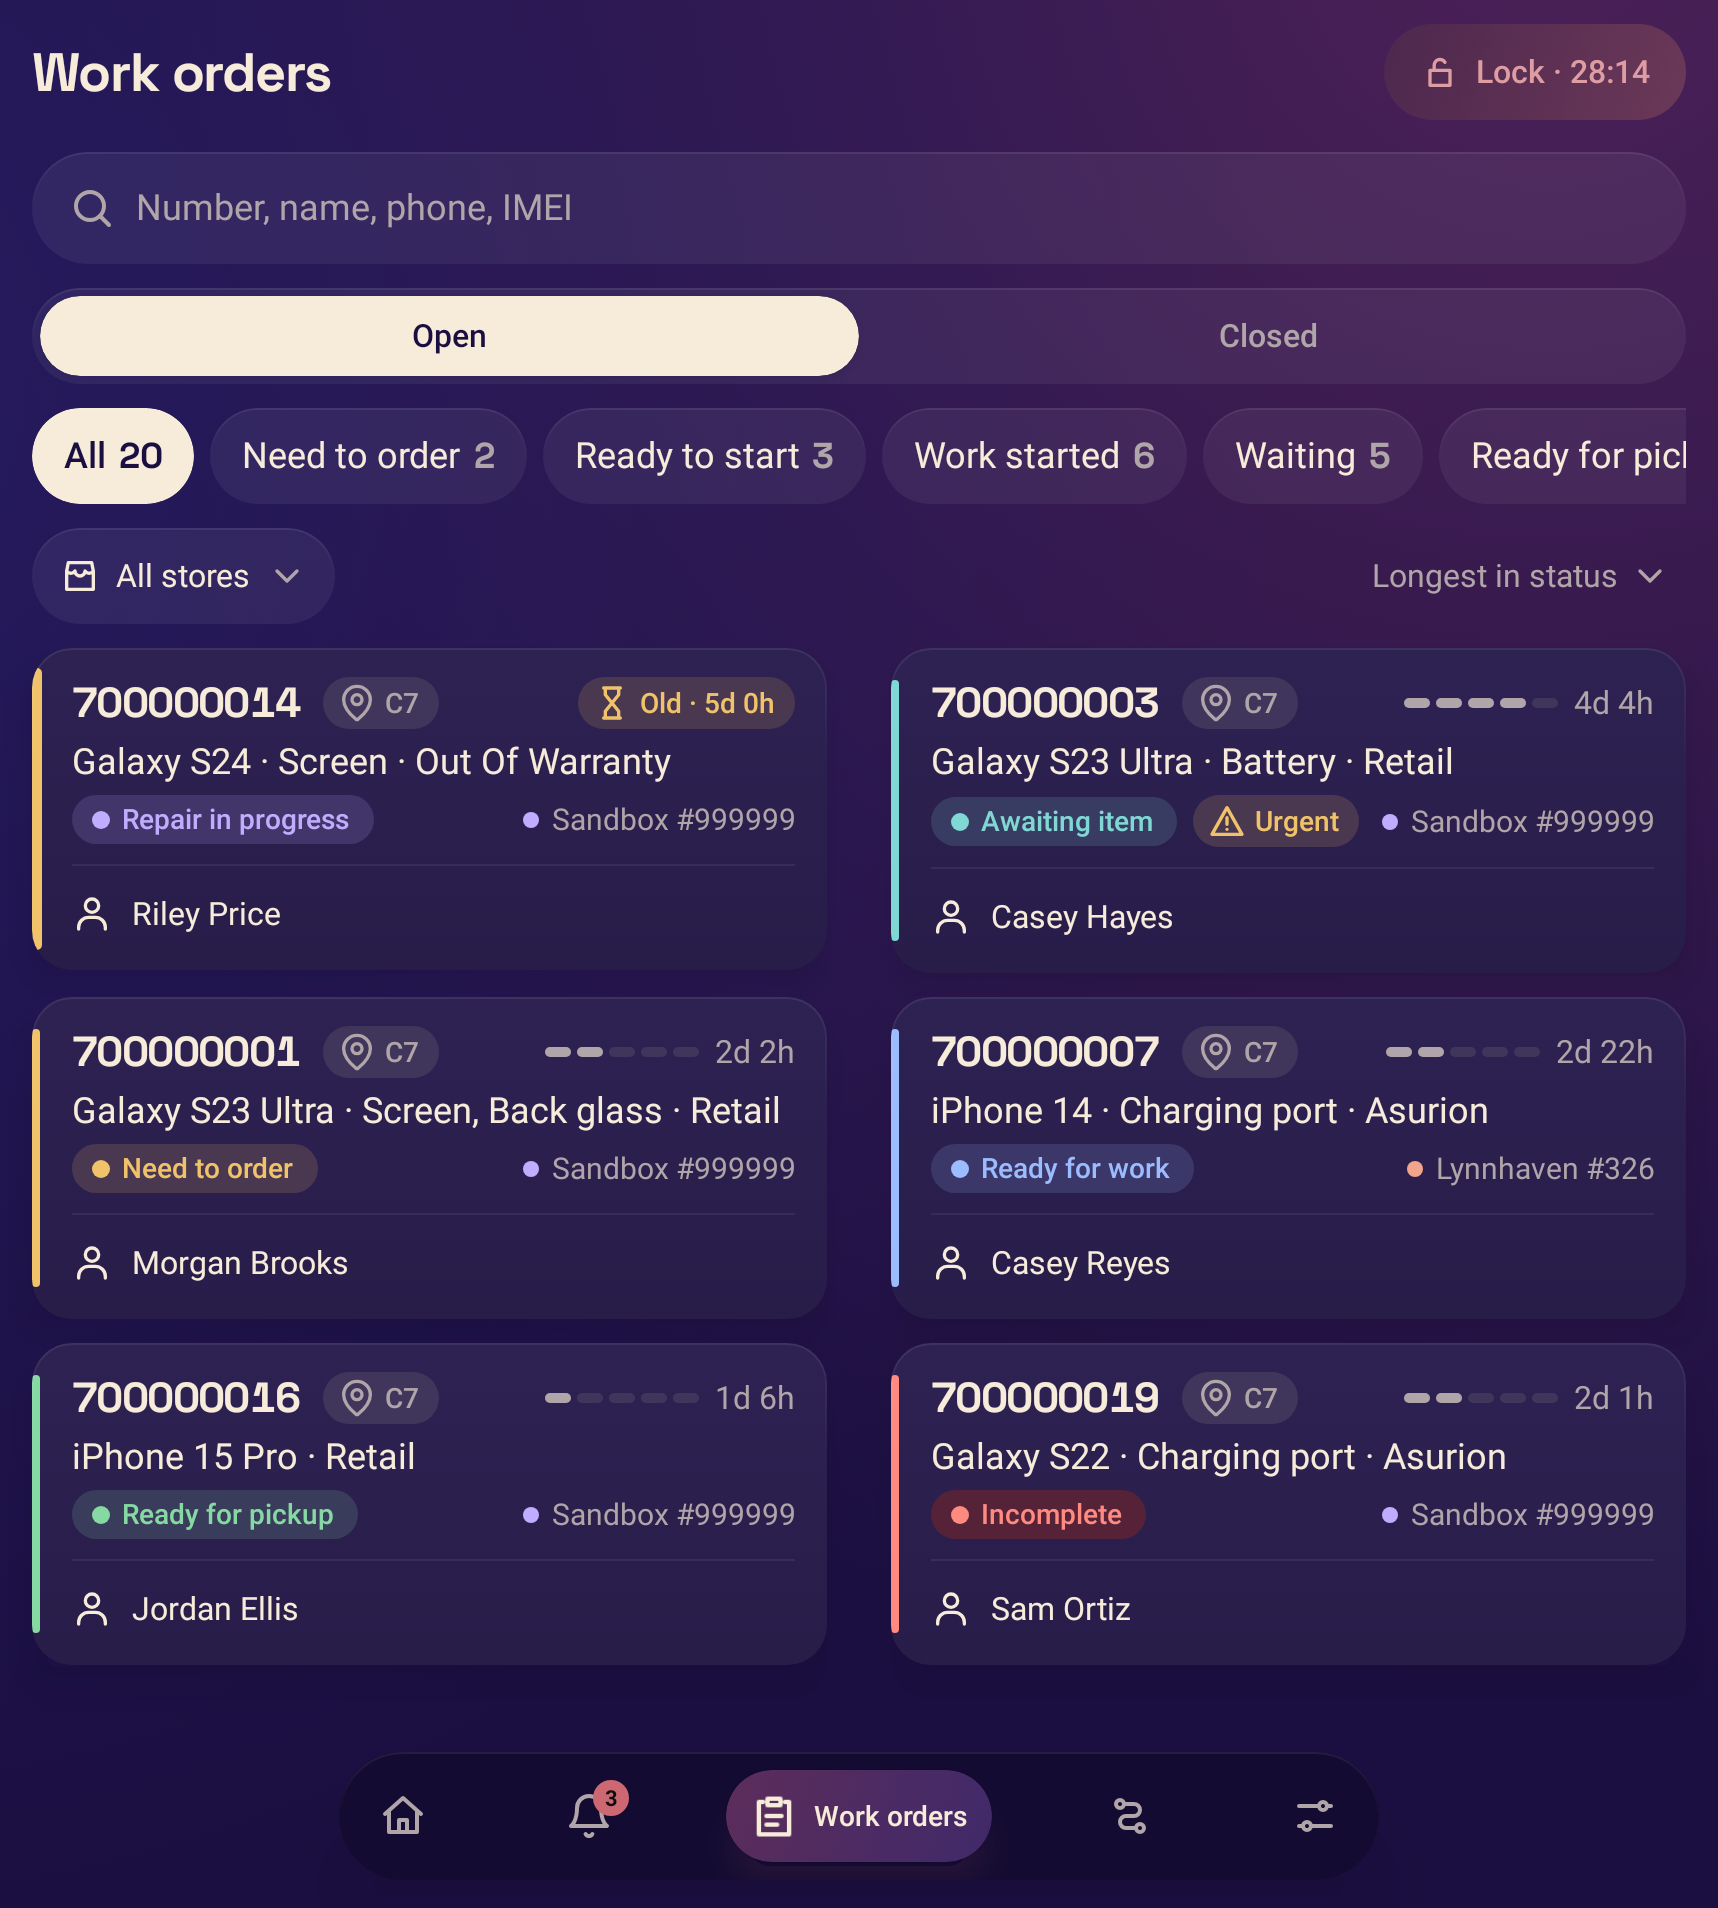 Work orders
Lock · 28:14
Number, name, phone, IMEI
Open
Closed
All 20
Need to order 2
Ready to start 3
Work started 6
Waiting 5
Ready for pic
All stores
Longest in status
700000014
C7
Old · 5d 0h
Galaxy S24 · Screen · Out Of Warranty
Repair in progress
Sandbox #999999
Riley Price
700000003
C7
4d 4h
Galaxy S23 Ultra · Battery · Retail
Awaiting item
Urgent
Sandbox #999999
Casey Hayes
700000001
C7
2d 2h
Galaxy S23 Ultra · Screen, Back glass · Retail
Need to order
Sandbox #999999
Morgan Brooks
700000007
C7
2d 22h
iPhone 14 · Charging port · Asurion
Ready for work
Lynnhaven #326
Casey Reyes
700000016
C7
1d 6h
iPhone 15 Pro · Retail
Ready for pickup
Sandbox #999999
Jordan Ellis
700000019
C7
2d 1h
Galaxy S22 · Charging port · Asurion
Incomplete
Sandbox #999999
Sam Ortiz
3
Work orders